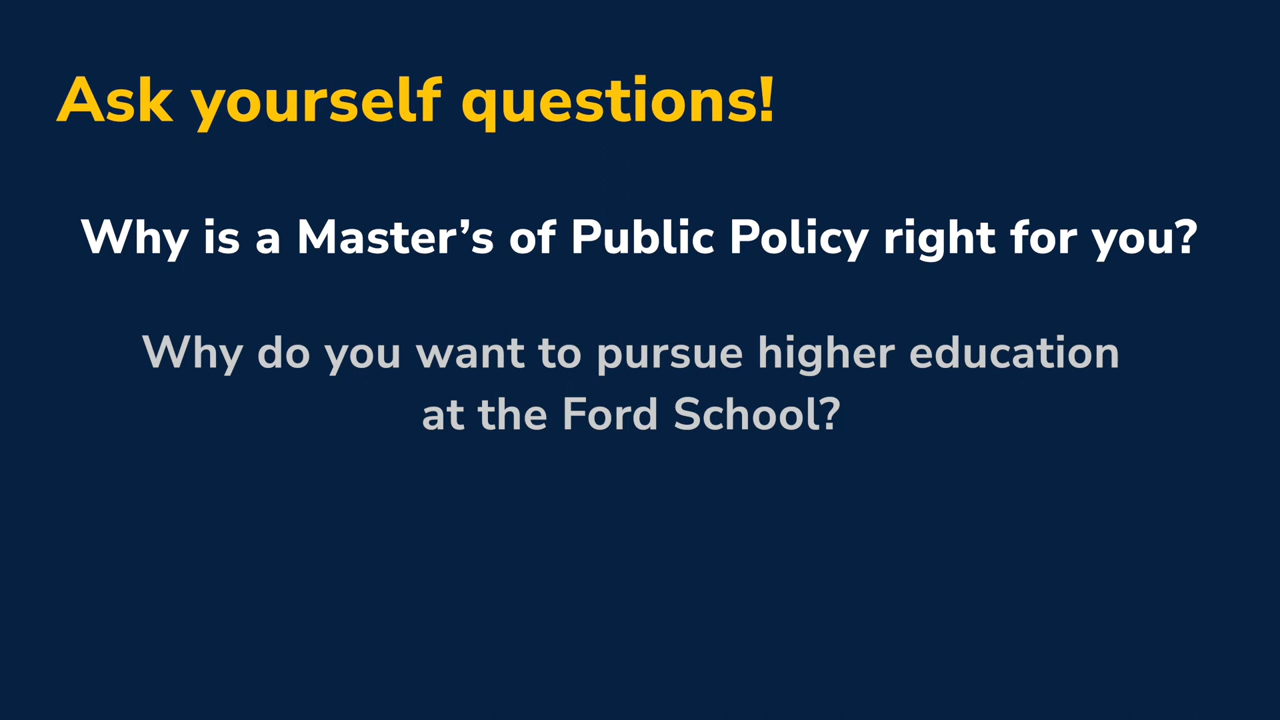 Ask yourself questions!
Why is a Master’s of Public Policy right for you?
Why do you want to pursue higher education
at the Ford School?